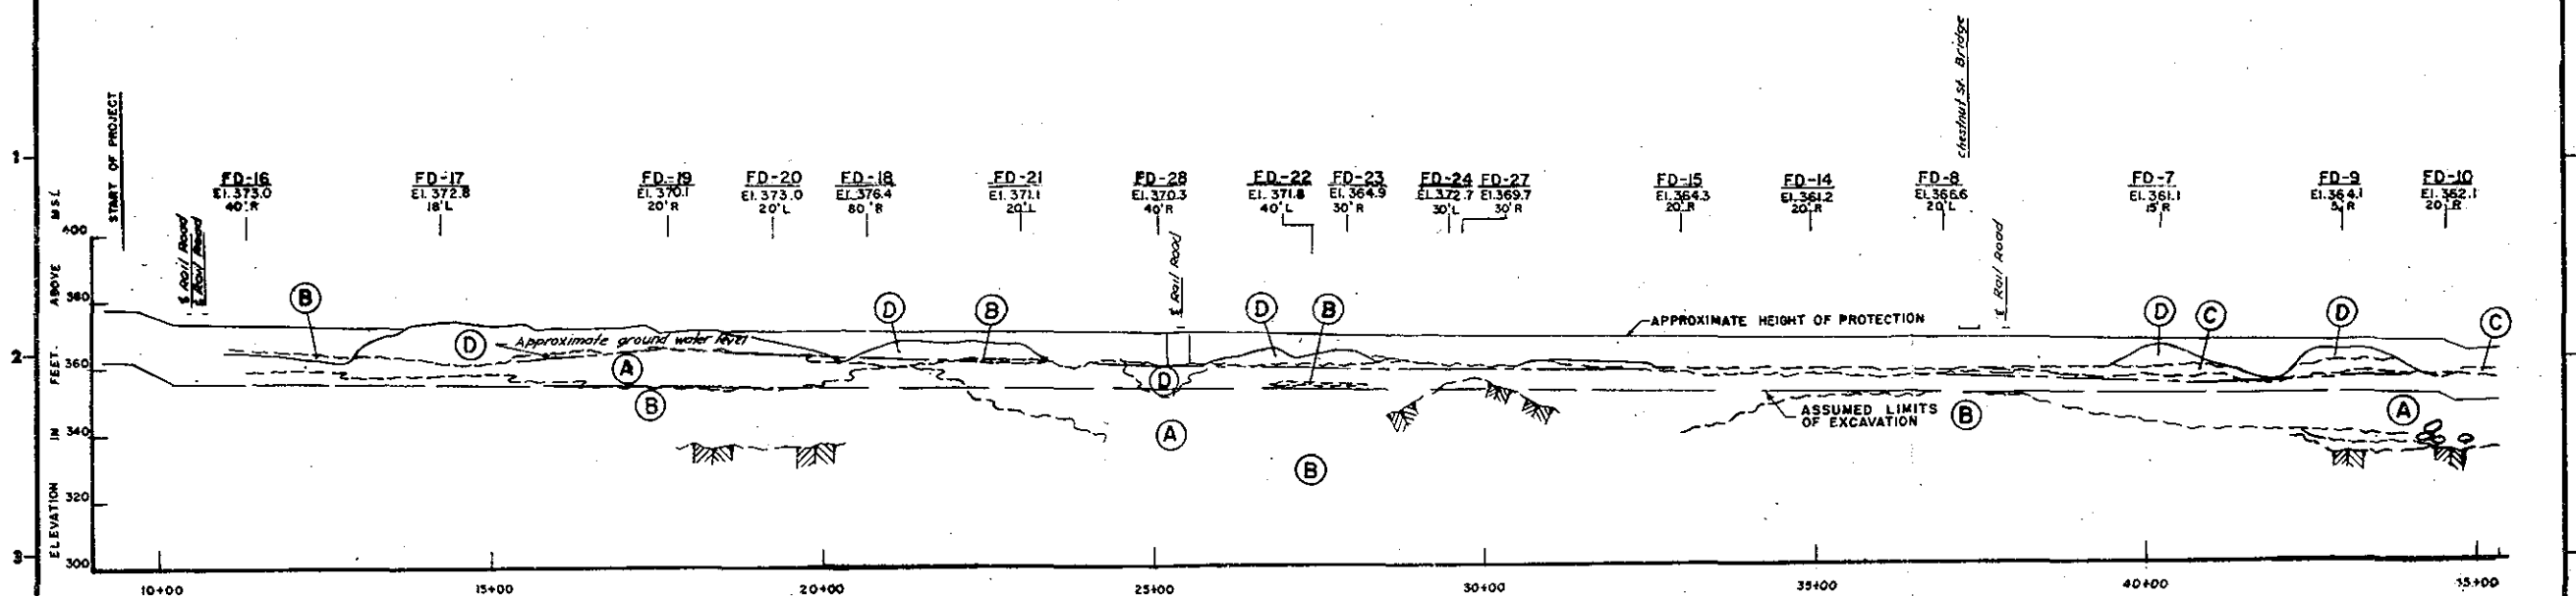 Chestnut St. Bridge
START OF PROJECT
1
FD-16
El. 373.0
40' R
FD-17
El. 372.8
18' L
FD-19
El. 370.1
20' R
FD-20
El. 373.0
20' L
FD-18
El. 376.4
80' R
FD-21
El. 371.1
20' L
FD-28
El. 370.3
40' R
FD-22
El. 371.8
40' L
FD-23
El. 364.9
30' R
FD-24
El. 372.7
30' L
FD-27
El. 369.7
30' R
FD-15
El. 364.3
20' R
FD-14
El. 361.2
20' R
FD-8
El. 366.6
20' L
FD-7
El. 361.1
15' R
FD-9
El. 364.1
5' R
FD-10
El. 362.1
20' R
ELEVATION IN FEET ABOVE MSL
400
380
360
340
320
300
℄ Rail Road
℄ Rail Road
℄ Rail Road
B
D
B
D
B
D
C
D
C
APPROXIMATE HEIGHT OF PROTECTION
2
D
Approximate ground water level
A
B
D
A
B
ASSUMED LIMITS
OF EXCAVATION
B
A
3
10+00
15+00
20+00
25+00
30+00
35+00
40+00
45+00